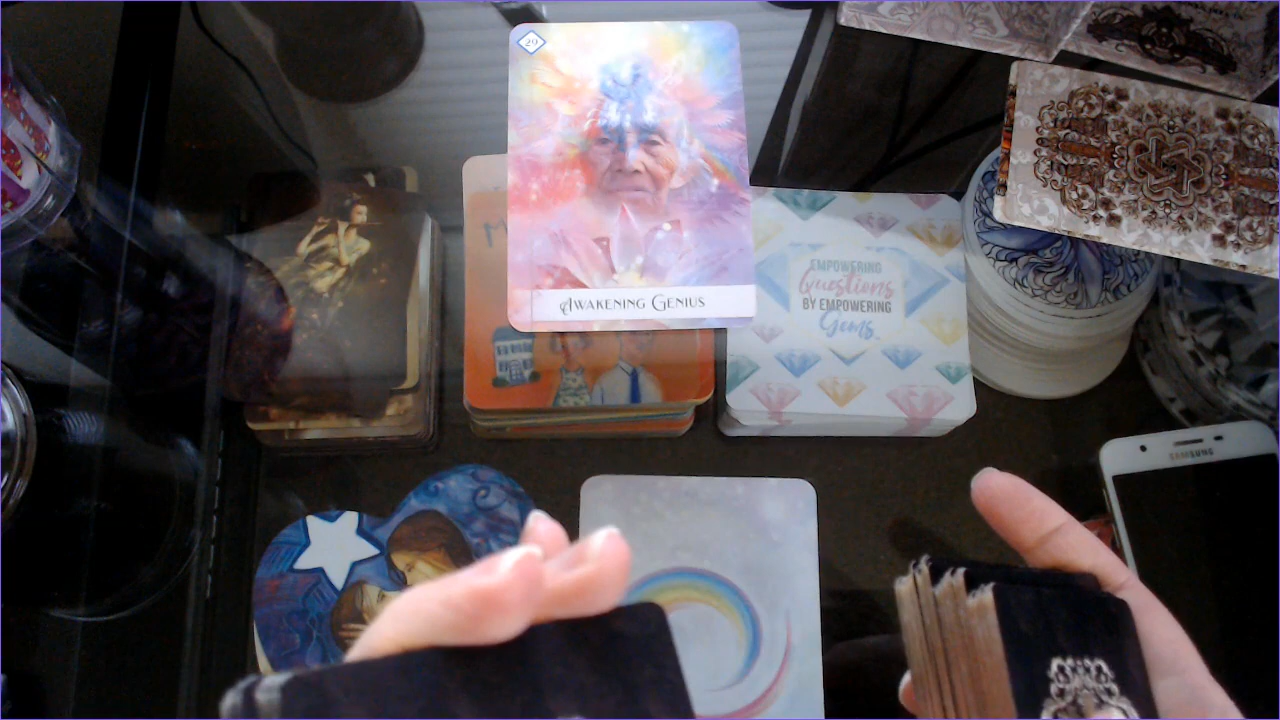 29
AWAKENING GENIUS
M
EMPOWERING
Questions
BY EMPOWERING
Gems
SAMSUNG